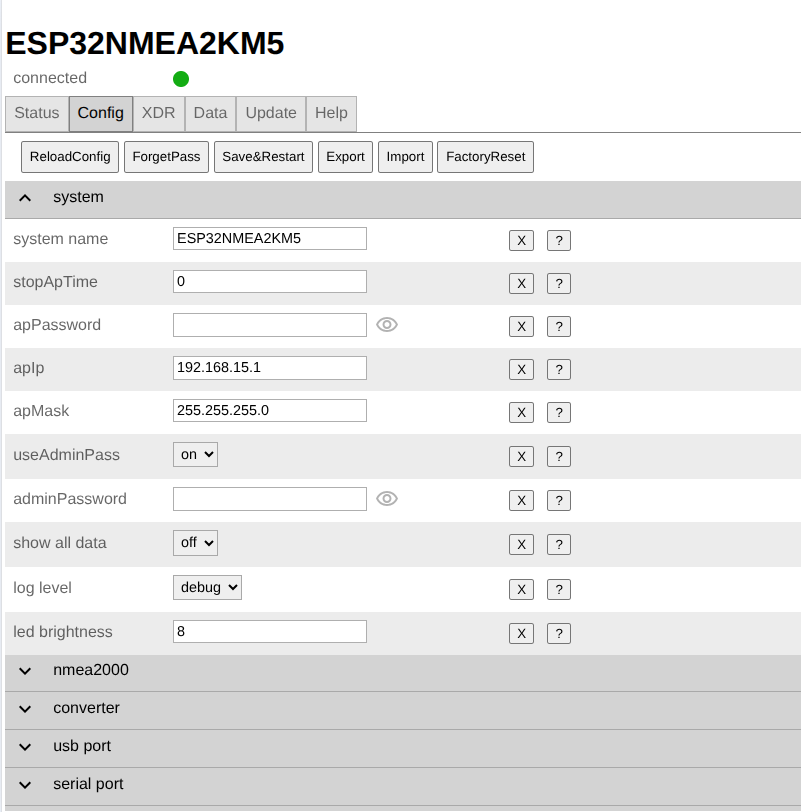 ESP32NMEA2KM5
connected
Status Config XDR Data Update Help
ReloadConfig ForgetPass Save&Restart Export Import FactoryReset
system
system name ESP32NMEA2KM5 X ?
stopApTime 0 X ?
apPassword X ?
apIp 192.168.15.1 X ?
apMask 255.255.255.0 X ?
useAdminPass on X ?
adminPassword X ?
show all data off X ?
log level debug X ?
led brightness 8 X ?
nmea2000
converter
usb port
serial port